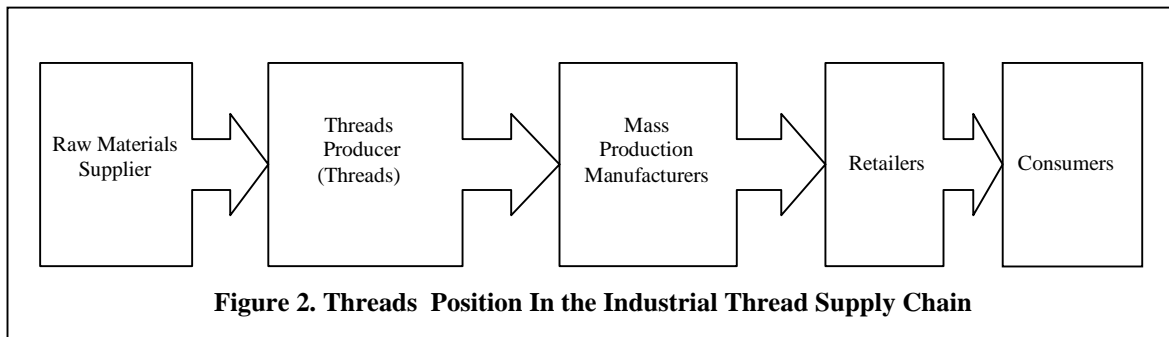 Raw Materials
Supplier
Threads
Producer
(Threads)
Mass
Production
Manufacturers
Retailers
Consumers
Figure 2. Threads  Position In the Industrial Thread Supply Chain